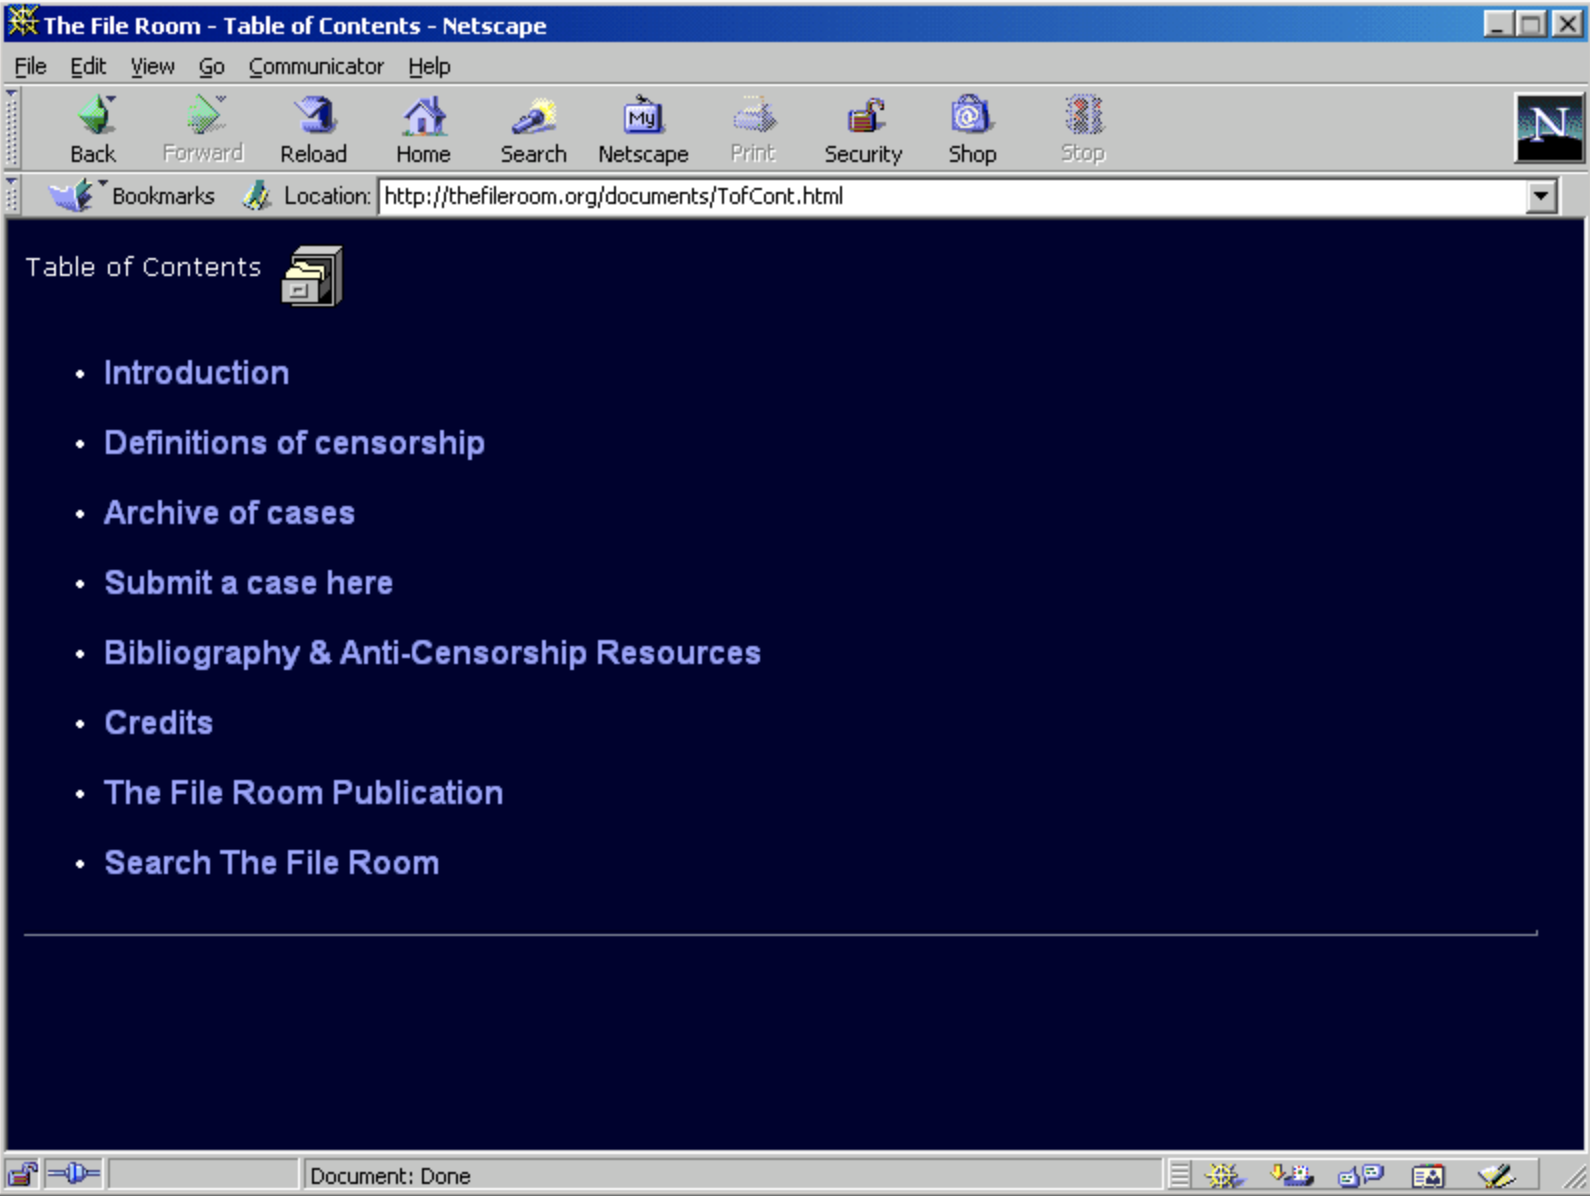 The File Room - Table of Contents - Netscape
File Edit View Go Communicator Help
My
N
Back Forward Reload Home Search Netscape Print Security Shop Stop
Bookmarks Location: http://thefileroom.org/documents/TofCont.html
Table of Contents
• Introduction
• Definitions of censorship
• Archive of cases
• Submit a case here
• Bibliography & Anti-Censorship Resources
• Credits
• The File Room Publication
• Search The File Room
Document: Done